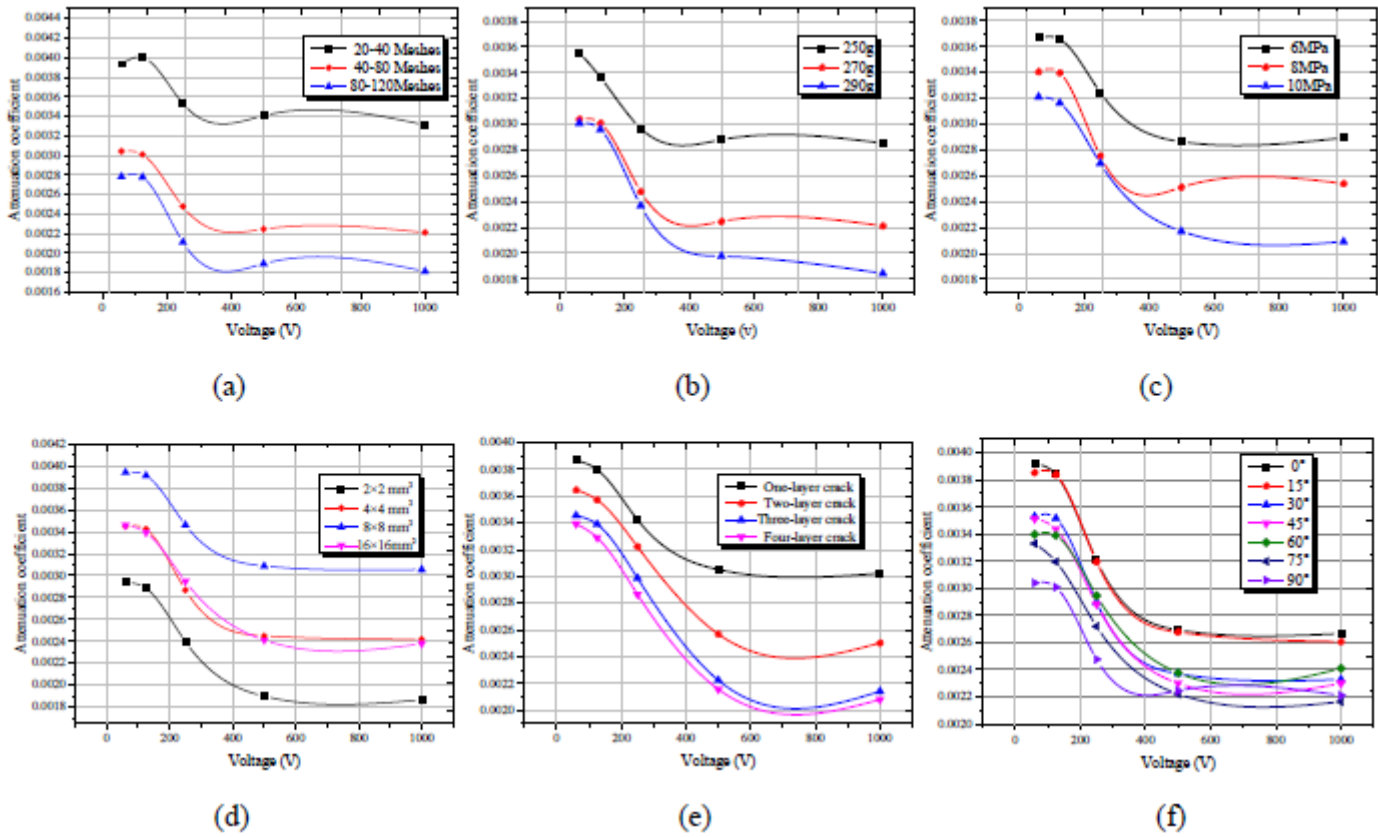 0.0044
0.0042
0.0040
0.0038
0.0036
0.0034
0.0032
0.0030
0.0028
0.0026
0.0024
0.0022
0.0020
0.0018
0.0016
Attenuation coefficient
20-40 Meshes
40-80 Meshes
80-120Meshes
0 200 400 600 800 1000
Voltage (V)
(a)
0.0038
0.0036
0.0034
0.0032
0.0030
0.0028
0.0026
0.0024
0.0022
0.0020
0.0018
Attenuation coefficient
250g
270g
290g
0 200 400 600 800 1000
Voltage (v)
(b)
0.0038
0.0036
0.0034
0.0032
0.0030
0.0028
0.0026
0.0024
0.0022
0.0020
0.0018
Attenuation coefficient
6MPa
8MPa
10MPa
0 200 400 600 800 1000
Voltage (V)
(c)
0.0042
0.0040
0.0038
0.0036
0.0034
0.0032
0.0030
0.0028
0.0026
0.0024
0.0022
0.0020
0.0018
Attenuation coefficient
2×2 mm³
4×4 mm³
8×8 mm³
16×16mm³
0 200 400 600 800 1000
Voltage (V)
(d)
0.0040
0.0038
0.0036
0.0034
0.0032
0.0030
0.0028
0.0026
0.0024
0.0022
0.0020
Attenuation coefficient
One-layer crack
Two-layer crack
Three-layer crack
Four-layer crack
0 200 400 600 800 1000
Voltage (V)
(e)
0.0040
0.0038
0.0036
0.0034
0.0032
0.0030
0.0028
0.0026
0.0024
0.0022
0.0020
Attenuation coefficient
0°
15°
30°
45°
60°
75°
90°
0 200 400 600 800 1000
Voltage (V)
(f)